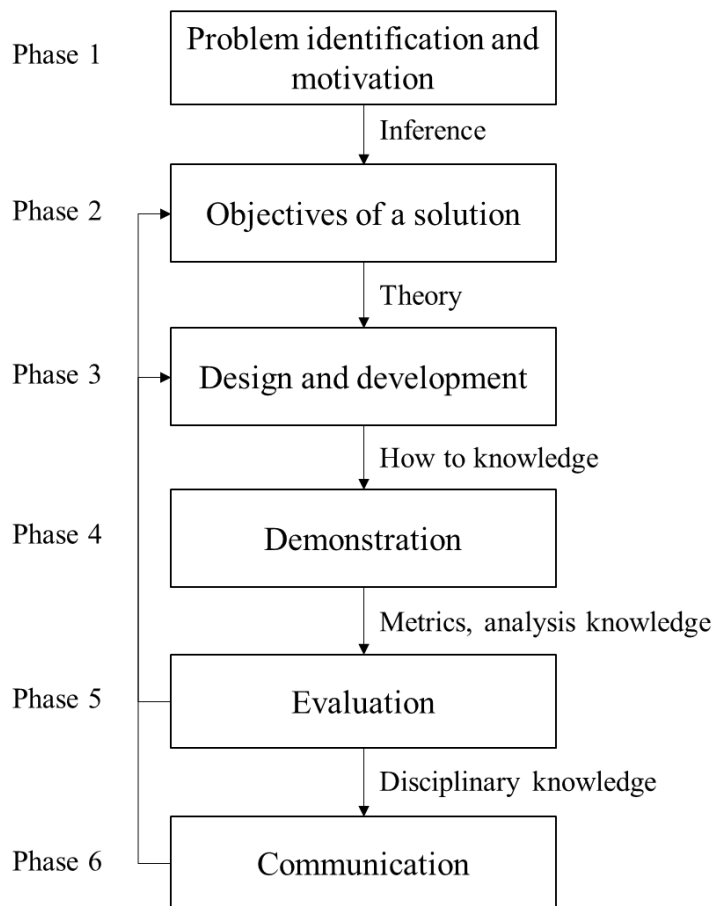 Phase 1
Problem identification and
motivation
Inference
Phase 2
Objectives of a solution
Theory
Phase 3
Design and development
How to knowledge
Phase 4
Demonstration
Metrics, analysis knowledge
Phase 5
Evaluation
Disciplinary knowledge
Phase 6
Communication